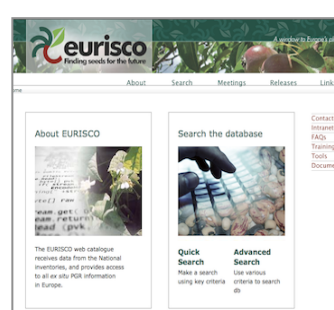 eurisco
Finding seeds for the future
A window to Europe's
About Search Meetings Releases Link
ome
About EURISCO
Search the database
Contact
Intranet
FAQs
Training
Tools
Docume
The EURISCO web catalogue
receives data from the National
inventories, and provides access
to all ex situ PGR information
in Europe.
Quick
Search
Make a search
using key criteria
Advanced
Search
Use various
criteria to search
db